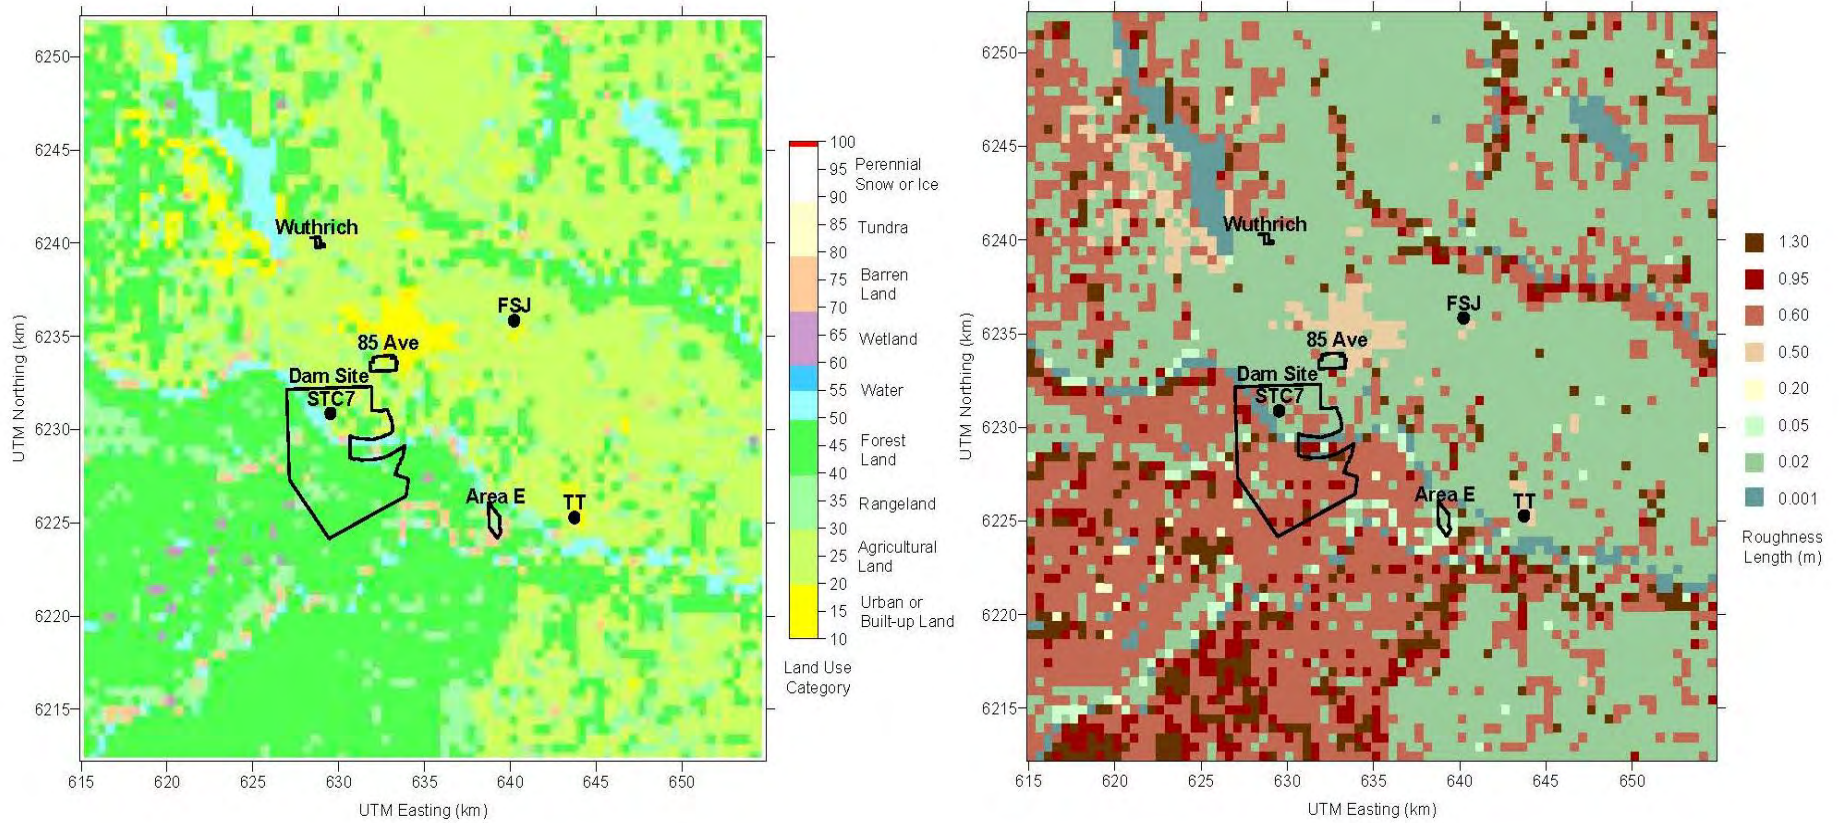 6250
6245
6240
6235
6230
6225
6220
6215
UTM Northing (km)
615
620
625
630
635
640
645
650
UTM Easting (km)
Wuthrich
FSJ
85 Ave
Dam Site
STC7
Area E
TT
100
95
90
85
80
75
70
65
60
55
50
45
40
35
30
25
20
15
10
Perennial
Snow or Ice
Tundra
Barren
Land
Wetland
Water
Forest
Land
Rangeland
Agricultural
Land
Urban or
Built-up Land
Land Use
Category
6250
6245
6240
6235
6230
6225
6220
6215
UTM Northing (km)
615
620
625
630
635
640
645
650
UTM Easting (km)
Wuthrich
FSJ
85 Ave
Dam Site
STC7
Area E
TT
1.30
0.95
0.60
0.50
0.20
0.05
0.02
0.001
Roughness
Length (m)